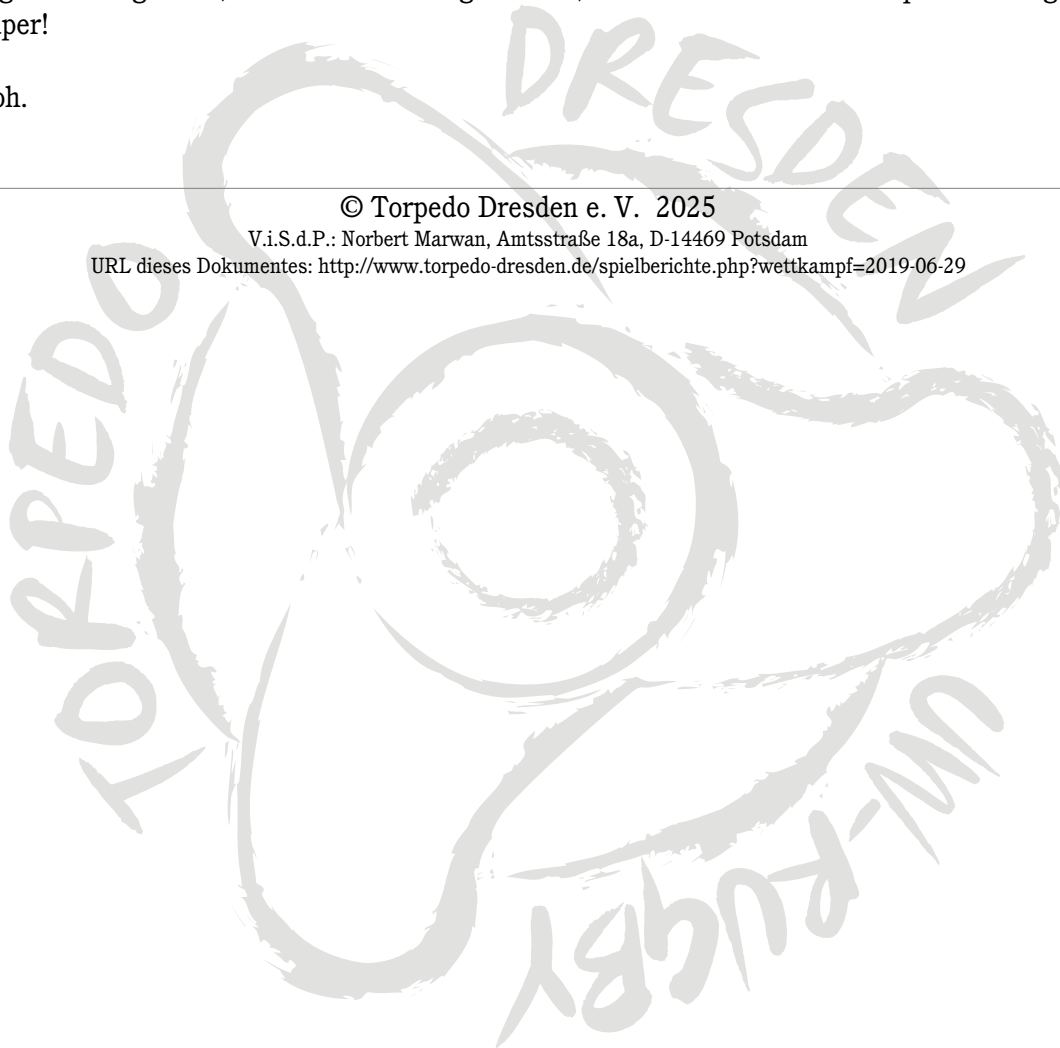 per!
oh.
© Torpedo Dresden e. V. 2025
V.i.S.d.P.: Norbert Marwan, Amtsstraße 18a, D-14469 Potsdam
URL dieses Dokumentes: http://www.torpedo-dresden.de/spielberichte.php?wettkampf=2019-06-29
TORPEDO
DRESDEN
UW-RUGBY